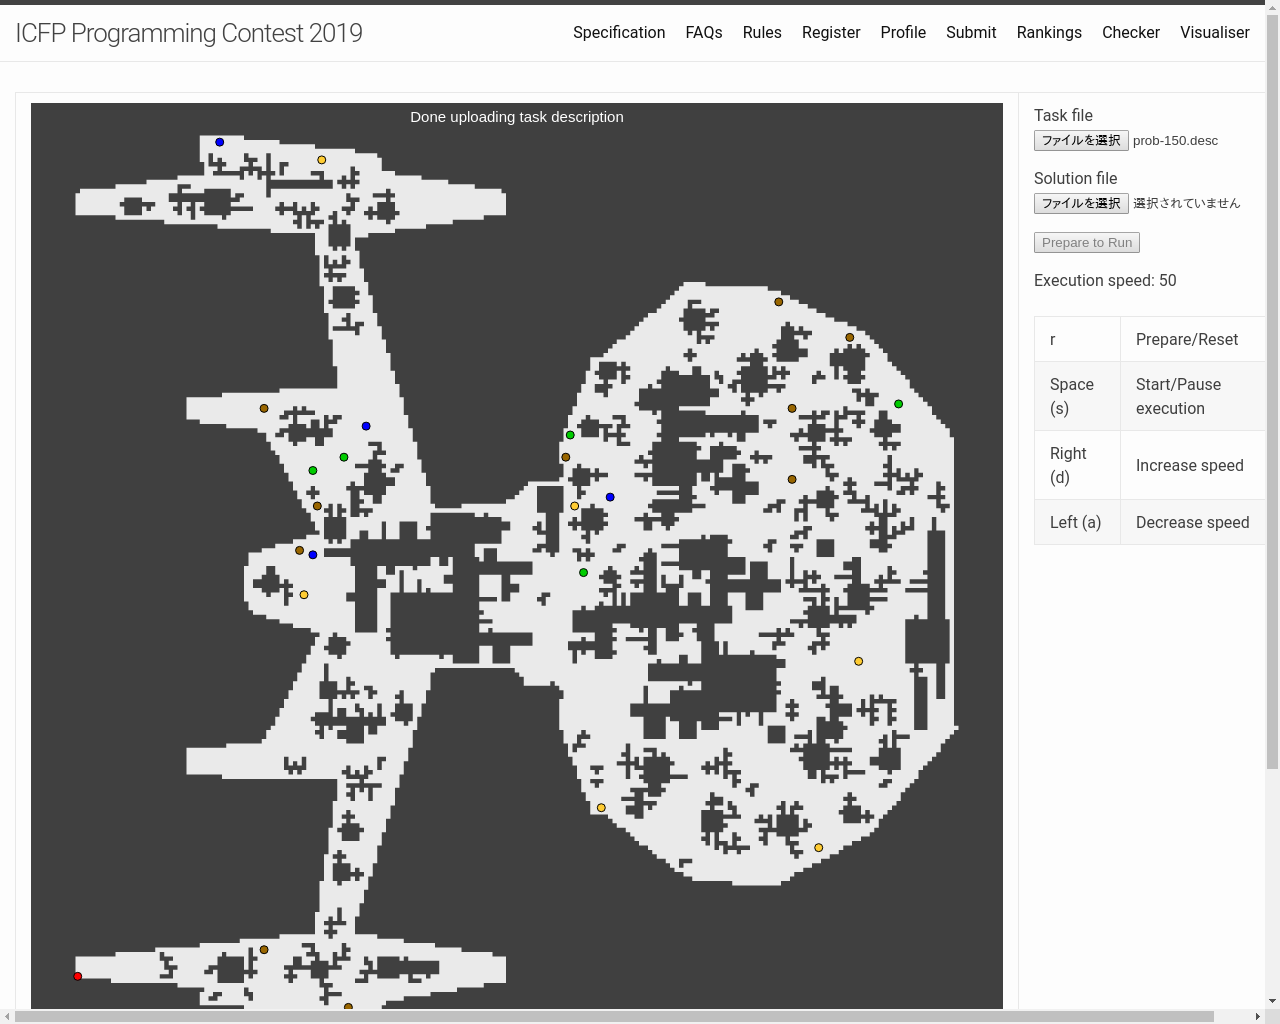 ICFP Programming Contest 2019
Specification FAQs Rules Register Profile Submit Rankings Checker Visualiser
Done uploading task description
Task file
ファイルを選択 prob-150.desc
Solution file
ファイルを選択 選択されていません
Prepare to Run
Execution speed: 50
r Prepare/Reset
Space (s) Start/Pause execution
Right (d) Increase speed
Left (a) Decrease speed